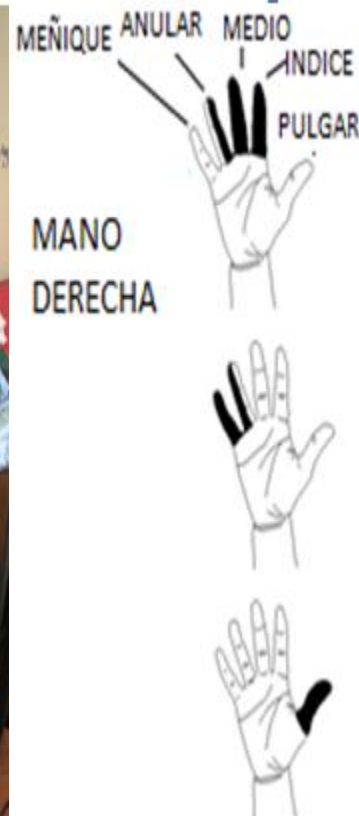 MEÑIQUE ANULAR MEDIO
INDICE
PULGAR
MANO
DERECHA